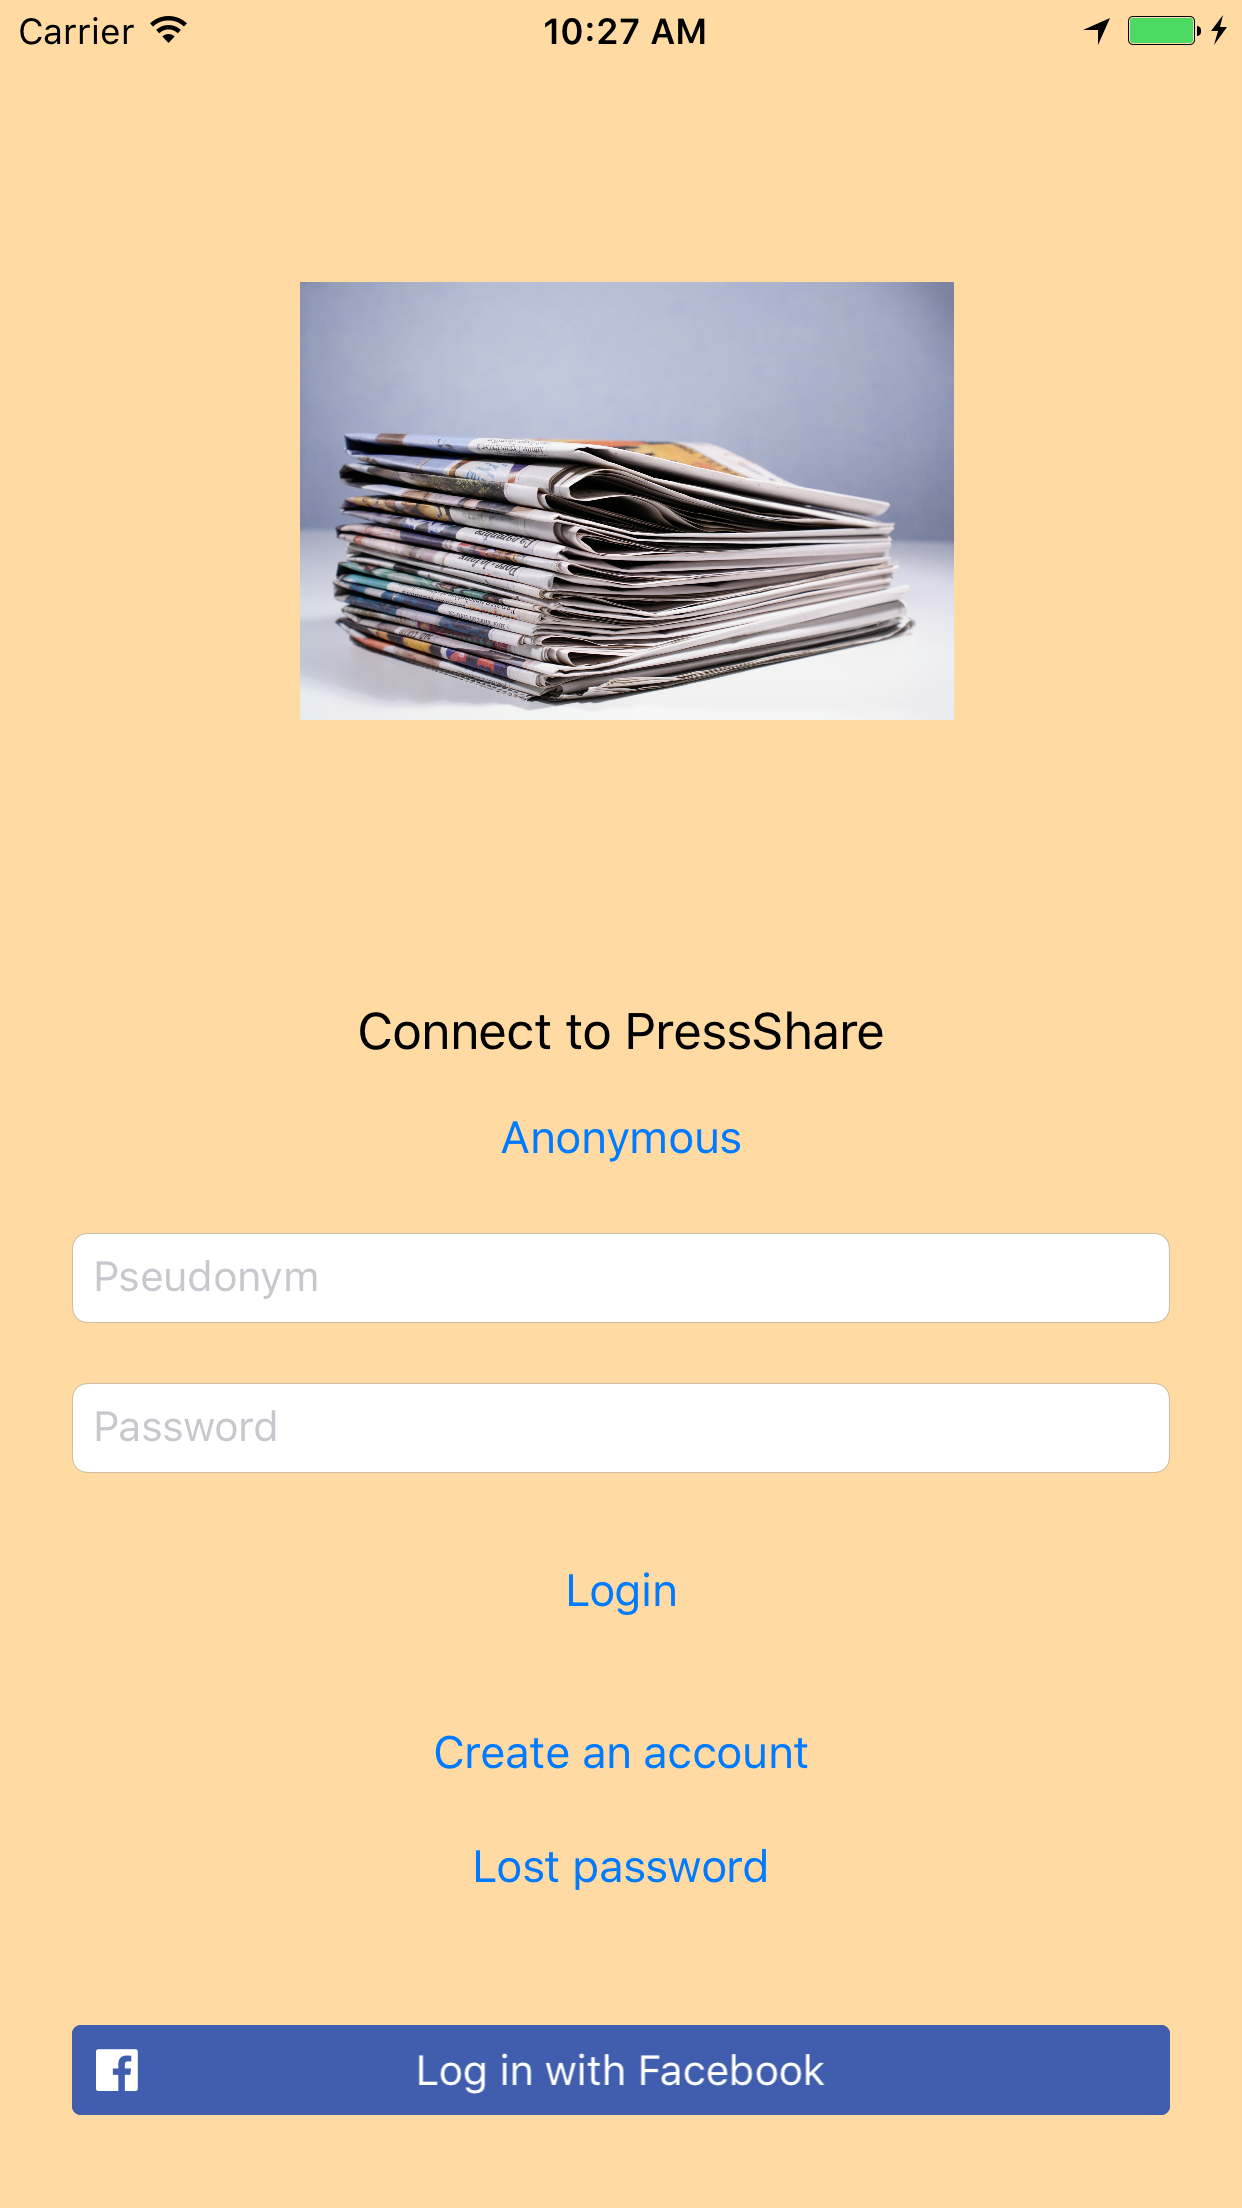 Carrier 10:27 AM
Connect to PressShare
Anonymous
Pseudonym
Password
Login
Create an account
Lost password
Log in with Facebook